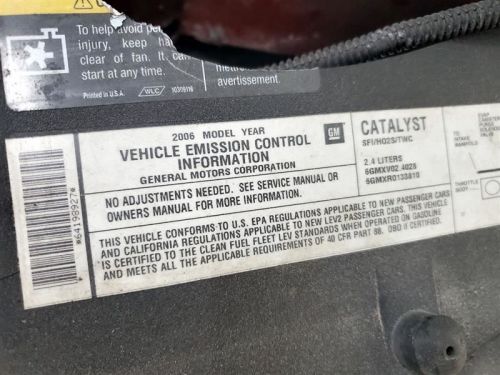 To help avoid
injury, keep
clear of fan. It
start at any time.
Printed in U.S.A.
WLC
avertissement.
2006 MODEL YEAR
VEHICLE EMISSION CONTROL
INFORMATION
GENERAL MOTORS CORPORATION
GM
CATALYST
SFI/HO2S/TWC
2.4 LITERS
6GMXV02.4025
6GMXR0133810
NO ADJUSTMENTS NEEDED. SEE SERVICE MANUAL OR
OWNERS MANUAL FOR MORE INFORMATION.
THIS VEHICLE CONFORMS TO U.S. EPA REGULATIONS APPLICABLE TO NEW PASSENGER CARS
AND CALIFORNIA REGULATIONS APPLICABLE TO NEW LEV2 PASSENGER CARS. THIS VEHICLE
IS CERTIFIED TO THE CLEAN FUEL FLEET LEV STANDARDS WHEN OPERATED ON GASOLINE
AND MEETS ALL THE APPLICABLE REQUIREMENTS OF 40 CFR PART 88. OBD II CERTIFIED.
*64198927*
THROTTLE
BODY